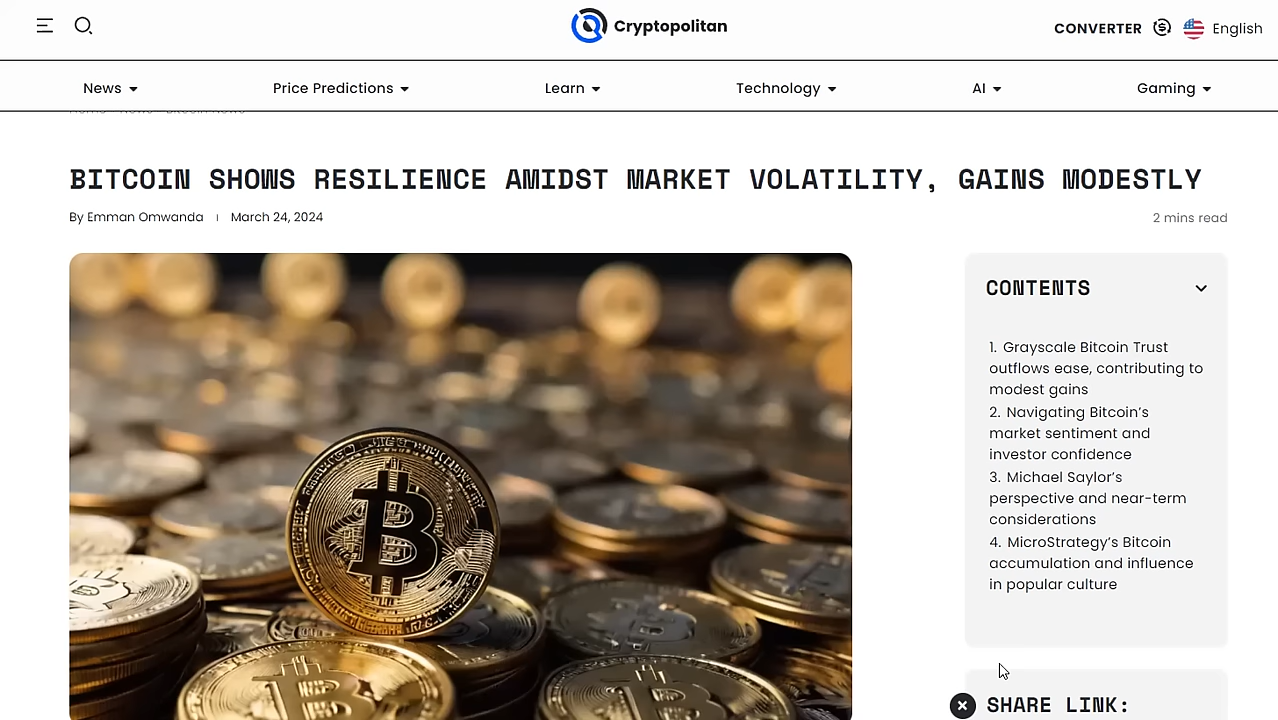 Cryptopolitan
CONVERTER
English
News
Price Predictions
Learn
Technology
AI
Gaming
BITCOIN SHOWS RESILIENCE AMIDST MARKET VOLATILITY, GAINS MODESTLY
By Emman Omwanda
March 24, 2024
2 mins read
CONTENTS
1. Grayscale Bitcoin Trust
outflows ease, contributing to
modest gains
2. Navigating Bitcoin's
market sentiment and
investor confidence
3. Michael Saylor's
perspective and near-term
considerations
4. MicroStrategy's Bitcoin
accumulation and influence
in popular culture
SHARE LINK: